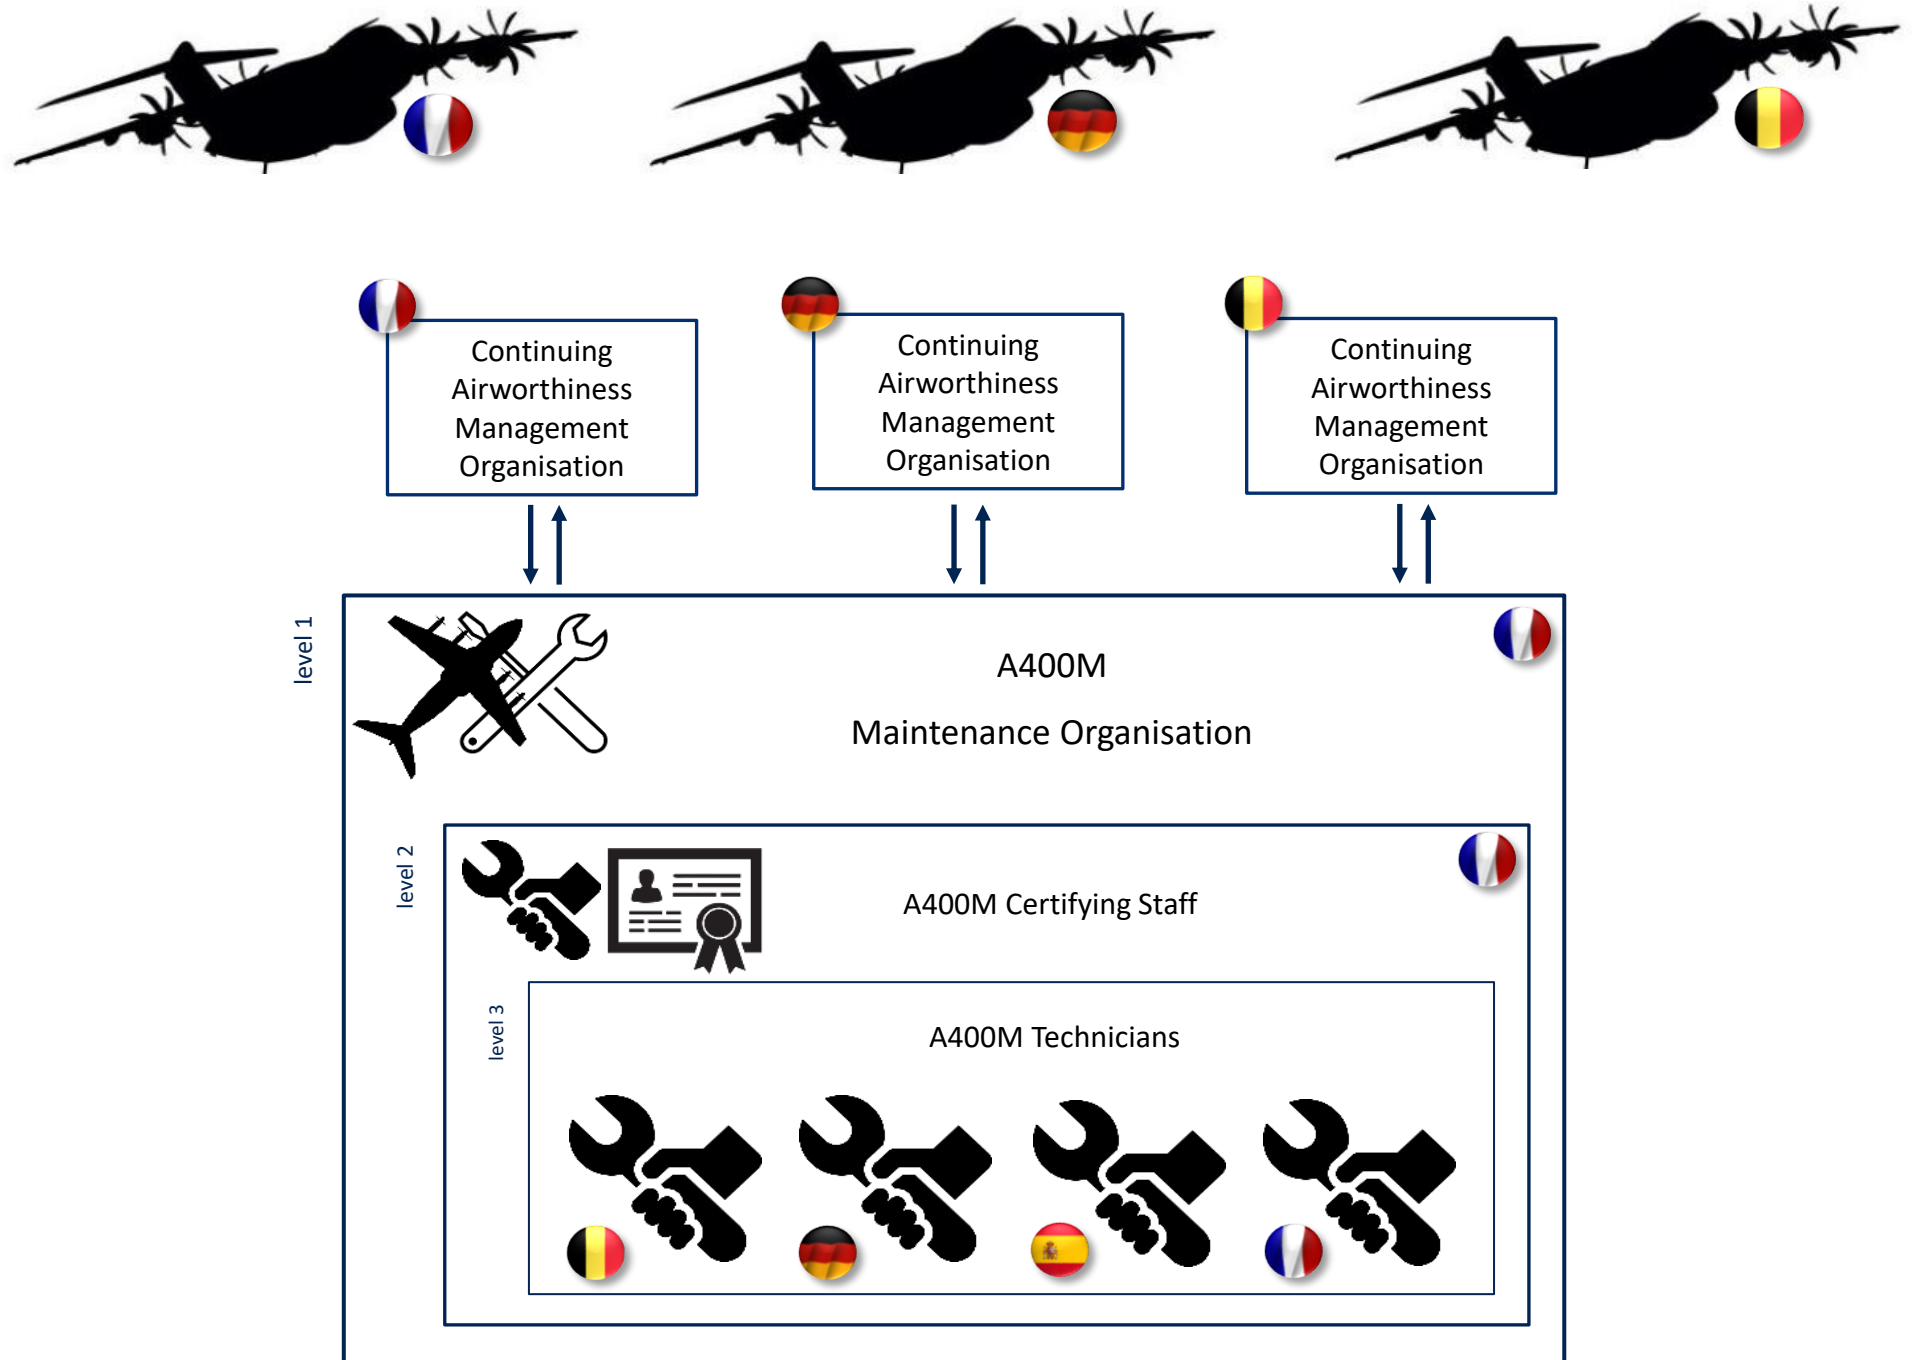 Continuing
Airworthiness
Management
Organisation
Continuing
Airworthiness
Management
Organisation
Continuing
Airworthiness
Management
Organisation
level 1
A400M
Maintenance Organisation
level 2
A400M Certifying Staff
level 3
A400M Technicians